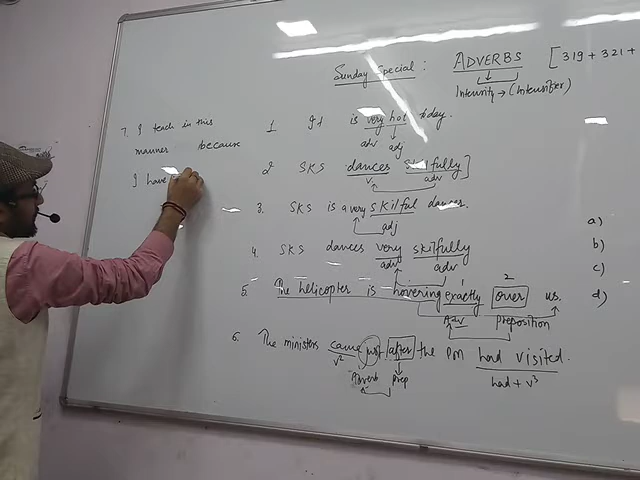 Sunday Special : ADVERBS [319 + 321 +
Intensity → (Intensifier)
1 It is very hot today.
adv adj
2 SKS dances skilfully]
v. adv
3. SKS is a very skilful dancer.
adj
4. SKS dances very skilfully
adv adv
5. The helicopter is hovering exactly over us.
2
Adv preposition
6. The ministers came just after the PM had visited.
v² Adverb prep had + v³
7. I teach in this
manner because
I have
a)
b)
c)
d)